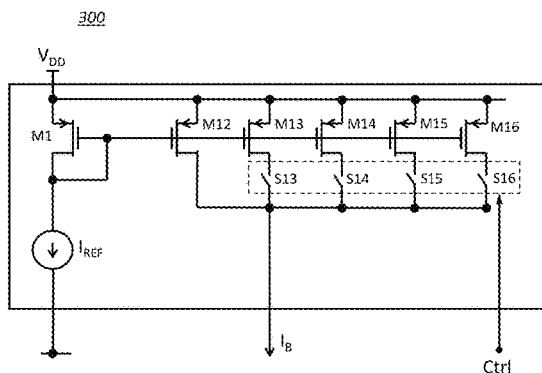 300
VDD
M1
M12
M13
M14
M15
M16
S13
S14
S15
S16
IREF
IB
Ctrl